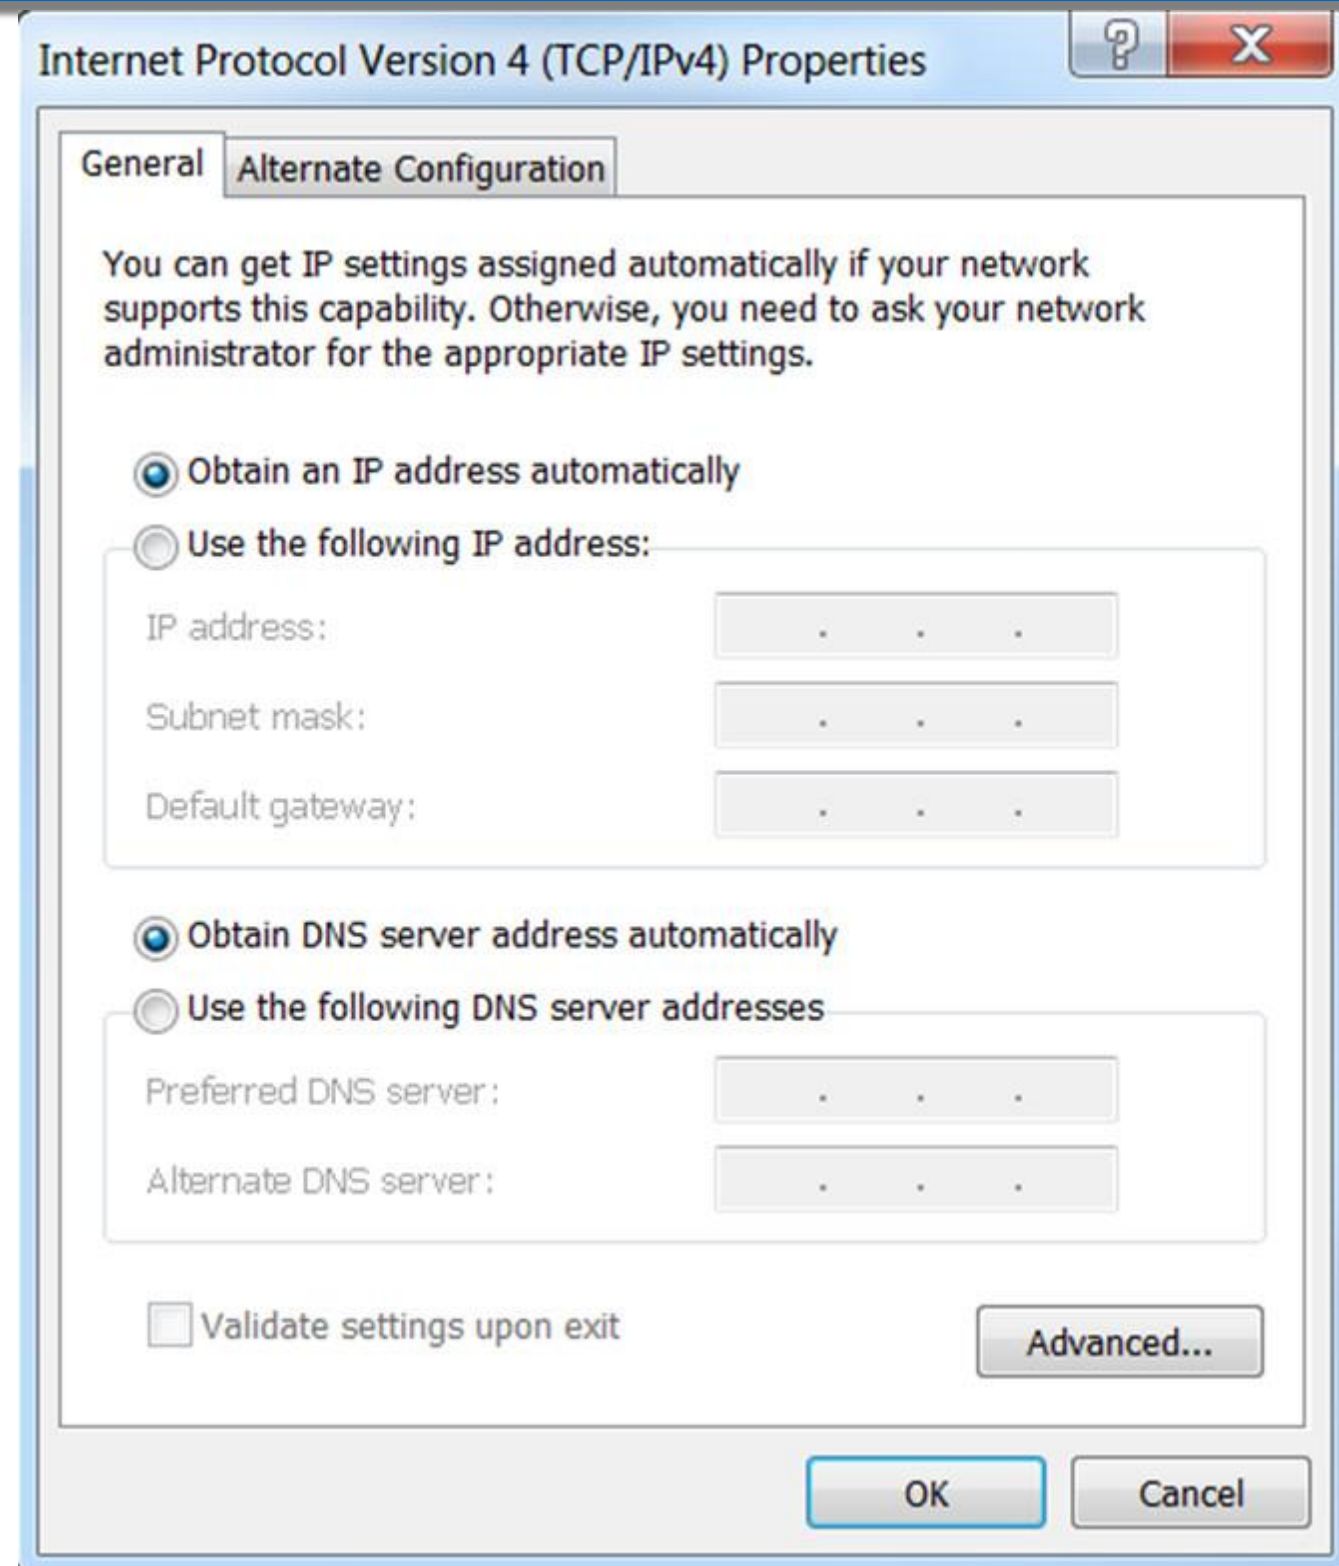 Internet Protocol Version 4 (TCP/IPv4) Properties
General
Alternate Configuration
You can get IP settings assigned automatically if your network
supports this capability. Otherwise, you need to ask your network
administrator for the appropriate IP settings.
Obtain an IP address automatically
Use the following IP address:
IP address:
Subnet mask:
Default gateway:
Obtain DNS server address automatically
Use the following DNS server addresses
Preferred DNS server:
Alternate DNS server:
Validate settings upon exit
Advanced...
OK
Cancel